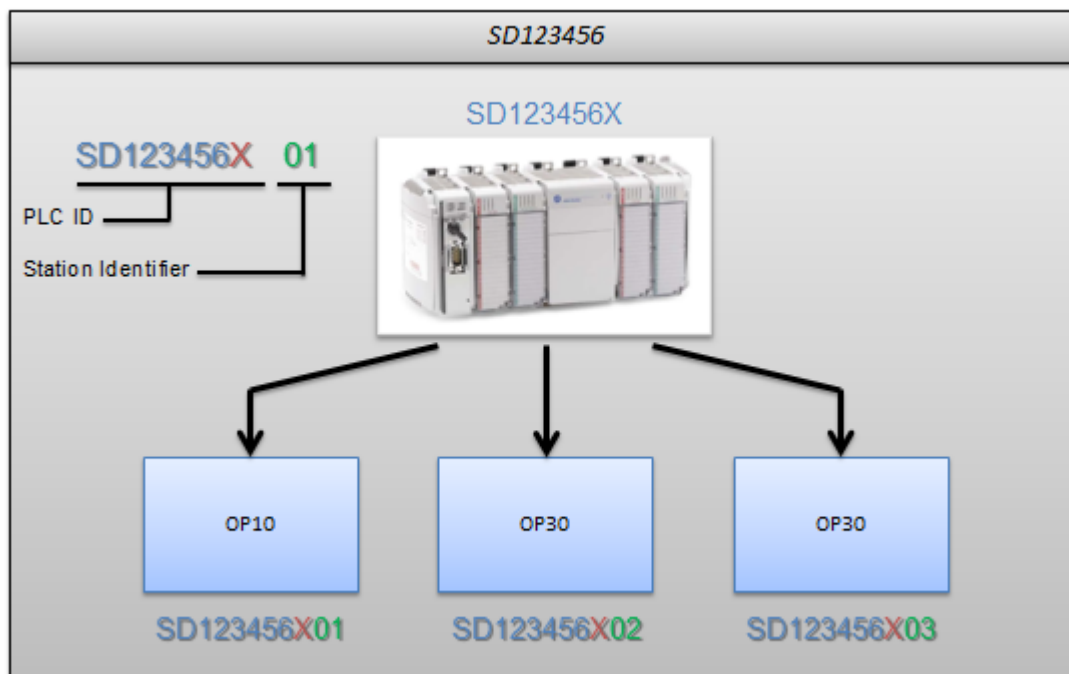 SD123456
SD123456X
SD123456X 01
PLC ID
Station Identifier
OP10
OP30
OP30
SD123456X01
SD123456X02
SD123456X03